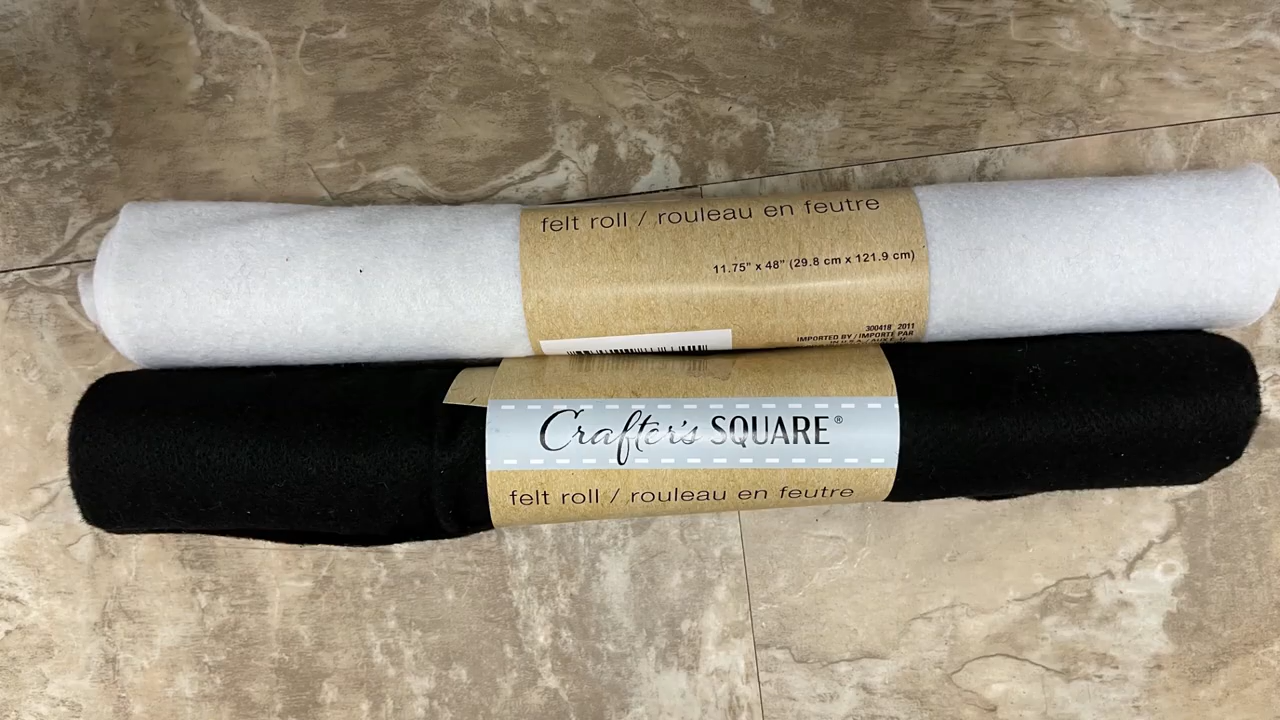 felt roll / rouleau en feutre
11.75" x 48" (29.8 cm x 121.9 cm)
300418 2011
IMPORTED BY / IMPORTÉ PAR
Crafter's SQUARE®
felt roll / rouleau en feutre